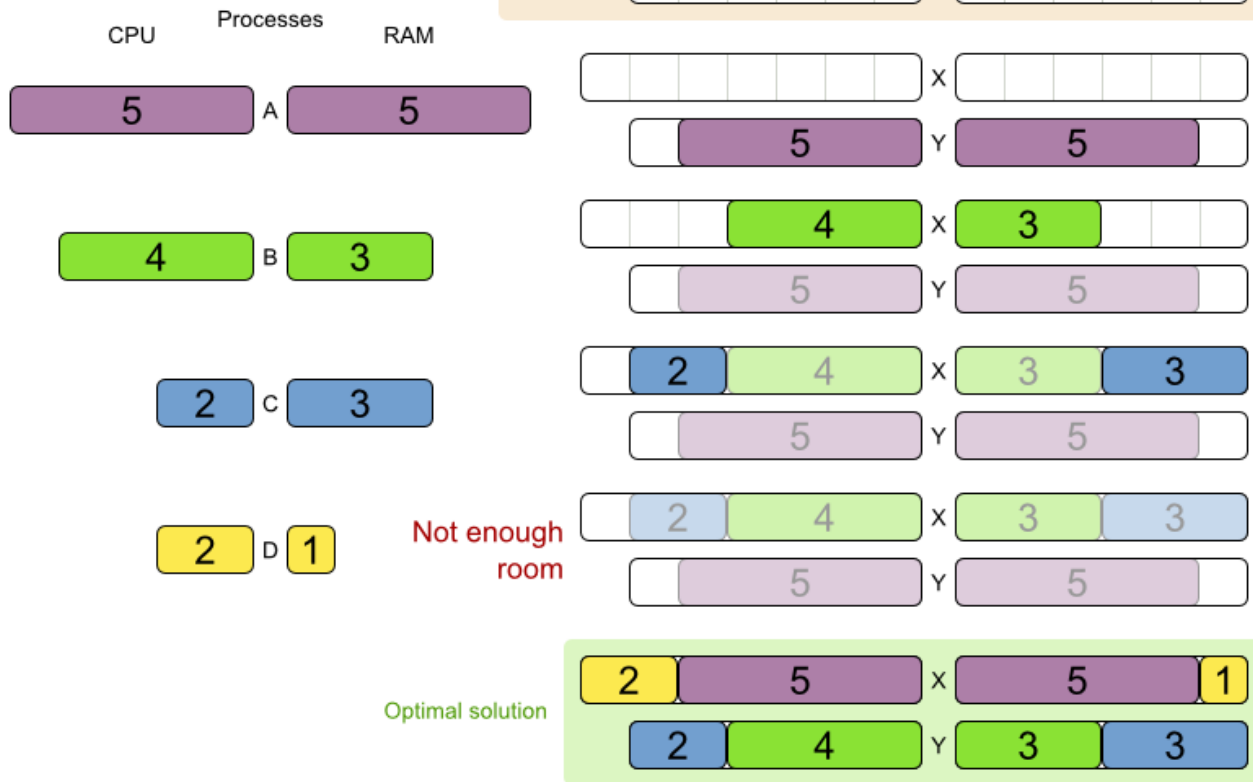 Processes
CPU RAM
X
5 A 5
5 Y 5
4 X 3
4 B 3
5 Y 5
2 4 X 3 3
2 C 3
5 Y 5
2 4 X 3 3
Not enough
room
2 D 1
5 Y 5
2 5 X 5 1
Optimal solution
2 4 Y 3 3